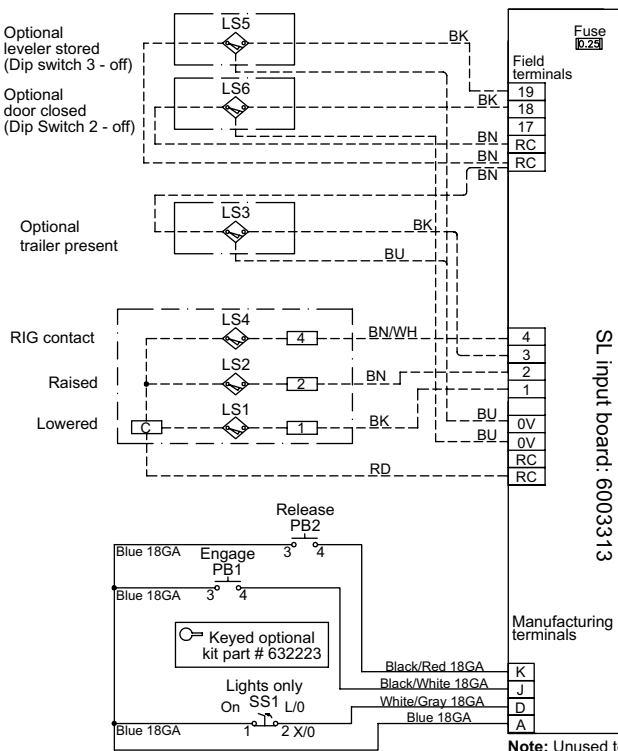 Optional
leveler stored
(Dip switch 3 - off)
LS5
BK
Fuse
0.25
Field
terminals
Optional
door closed
(Dip Switch 2 - off)
LS6
BK
BN
BN
BN
19
18
17
RC
RC
Optional
trailer present
LS3
BK
BU
RIG contact
LS4
4
BN/WH
4
3
Raised
LS2
2
BN
2
1
Lowered
C
LS1
1
BK
BU
0V
BU
0V
RC
RD
RC
SL input board: 6003313
Release
PB2
3 4
Blue 18GA
Engage
PB1
3 4
Blue 18GA
Keyed optional
kit part # 632223
Manufacturing
terminals
Black/Red 18GA
K
Black/White 18GA
J
Lights only
On SS1 L/0
1 2 X/0
White/Gray 18GA
D
Blue 18GA
Blue 18GA
A
Note: Unused